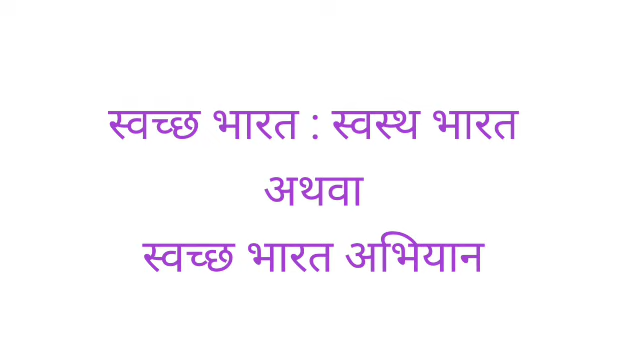 स्वच्छ भारत : स्वस्थ भारत
अथवा
स्वच्छ भारत अभियान